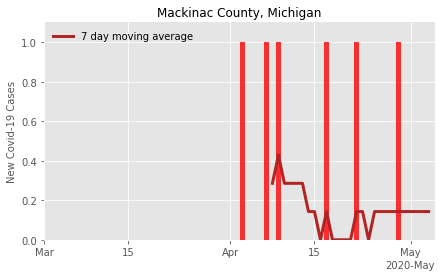 Mackinac County, Michigan
7 day moving average
New Covid-19 Cases
1.0
0.8
0.6
0.4
0.2
0.0
Mar
15
Apr
15
May
2020-May